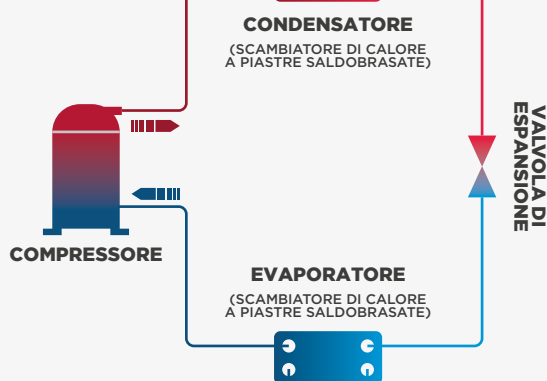 CONDENSATORE
(SCAMBIATORE DI CALORE
A PIASTRE SALDOBRASATE)
VALVOLA DI
ESPANSIONE
COMPRESSORE
EVAPORATORE
(SCAMBIATORE DI CALORE
A PIASTRE SALDOBRASATE)